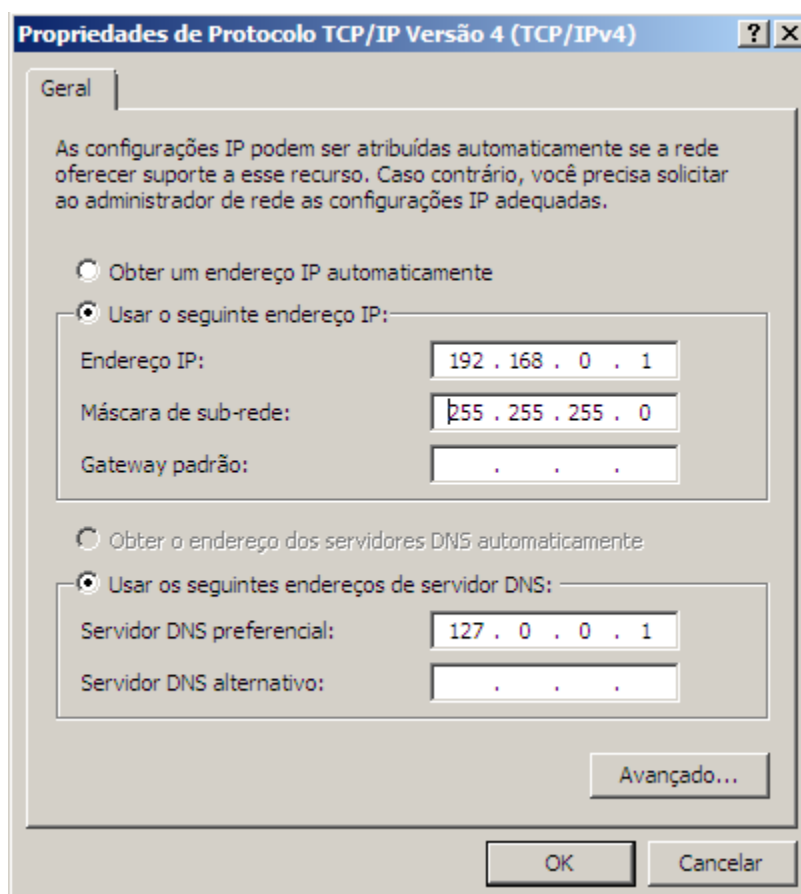 Propriedades de Protocolo TCP/IP Versão 4 (TCP/IPv4)
Geral
As configurações IP podem ser atribuídas automaticamente se a rede
oferecer suporte a esse recurso. Caso contrário, você precisa solicitar
ao administrador de rede as configurações IP adequadas.
Obter um endereço IP automaticamente
Usar o seguinte endereço IP:
Endereço IP: 192 . 168 . 0 . 1
Máscara de sub-rede: 255 . 255 . 255 . 0
Gateway padrão: . . .
Obter o endereço dos servidores DNS automaticamente
Usar os seguintes endereços de servidor DNS:
Servidor DNS preferencial: 127 . 0 . 0 . 1
Servidor DNS alternativo: . . .
Avançado...
OK Cancelar